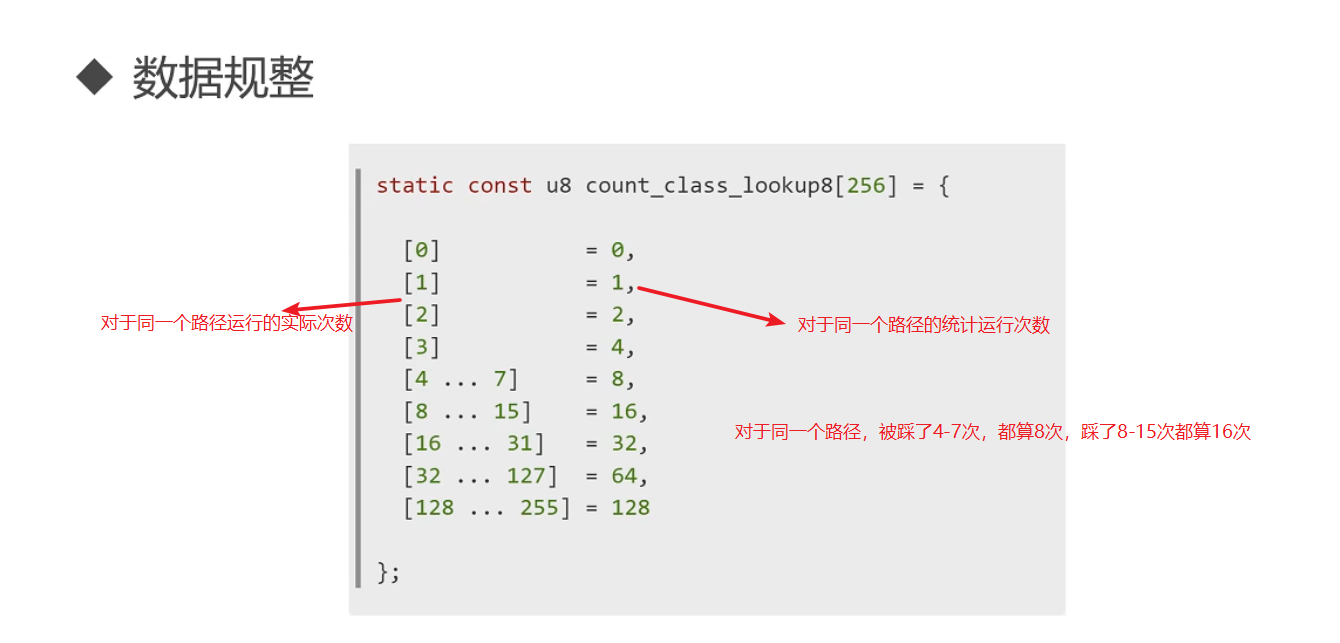 ◆ 数据规整
static const u8 count_class_lookup8[256] = {
[0] = 0,
[1] = 1,
[2] = 2,
[3] = 4,
[4 ... 7] = 8,
[8 ... 15] = 16,
[16 ... 31] = 32,
[32 ... 127] = 64,
[128 ... 255] = 128
};
对于同一个路径运行的实际次数
对于同一个路径的统计运行次数
对于同一个路径，被踩了4-7次，都算8次，踩了8-15次都算16次